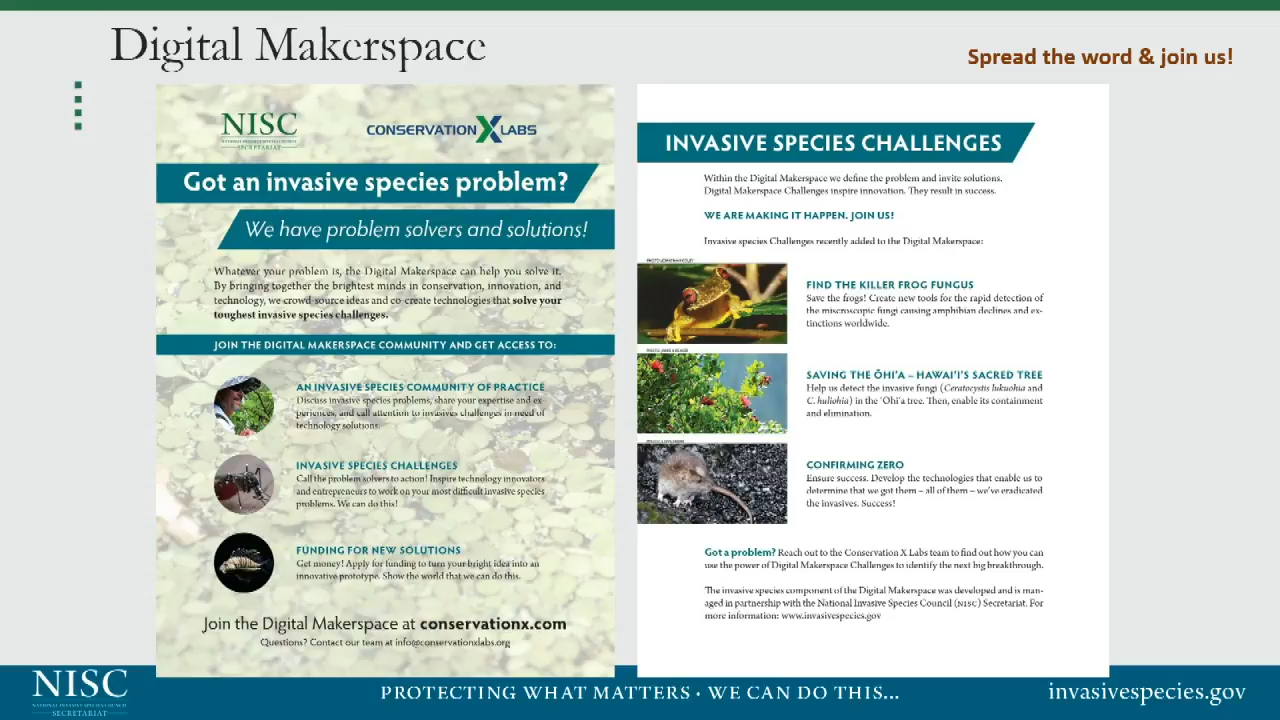 Digital Makerspace
Spread the word & join us!
NISC
NATIONAL INVASIVE SPECIES COUNCIL
SECRETARIAT
CONSERVATION X LABS
Got an invasive species problem?
We have problem solvers and solutions!
Whatever your problem is, the Digital Makerspace can help you solve it.
By bringing together the brightest minds in conservation, innovation, and
technology, we crowd-source ideas and co-create technologies that solve your
toughest invasive species challenges.
JOIN THE DIGITAL MAKERSPACE COMMUNITY AND GET ACCESS TO:
AN INVASIVE SPECIES COMMUNITY OF PRACTICE
Discuss invasive species problems, share your expertise and ex-
periences, and call attention to invasives challenges in need of
technology solutions.
INVASIVE SPECIES CHALLENGES
Call the problem solvers to action! Inspire technology innovators
and entrepreneurs to work on your most difficult invasive species
problems. We can do this!
FUNDING FOR NEW SOLUTIONS
Get money! Apply for funding to turn your bright idea into an
innovative prototype. Show the world that we can do this.
Join the Digital Makerspace at conservationx.com
Questions? Contact our team at info@conservationxlabs.org
INVASIVE SPECIES CHALLENGES
Within the Digital Makerspace we define the problem and invite solutions.
Digital Makerspace Challenges inspire innovation. They result in success.
WE ARE MAKING IT HAPPEN. JOIN US!
Invasive species Challenges recently added to the Digital Makerspace:
FIND THE KILLER FROG FUNGUS
Save the frogs! Create new tools for the rapid detection of
the miscroscopic fungi causing amphibian declines and ex-
tinctions worldwide.
SAVING THE ŌHI'A – HAWAI'I'S SACRED TREE
Help us detect the invasive fungi (Ceratocystis lukuohia and
C. huliohia) in the 'Ohi'a tree. Then, enable its containment
and elimination.
CONFIRMING ZERO
Ensure success. Develop the technologies that enable us to
determine that we got them – all of them – we've eradicated
the invasives. Success!
Got a problem? Reach out to the Conservation X Labs team to find out how you can
use the power of Digital Makerspace Challenges to identify the next big breakthrough.
The invasive species component of the Digital Makerspace was developed and is man-
aged in partnership with the National Invasive Species Council (NISC) Secretariat. For
more information: www.invasivespecies.gov
NISC
NATIONAL INVASIVE SPECIES COUNCIL
SECRETARIAT
PROTECTING WHAT MATTERS · WE CAN DO THIS...
invasivespecies.gov